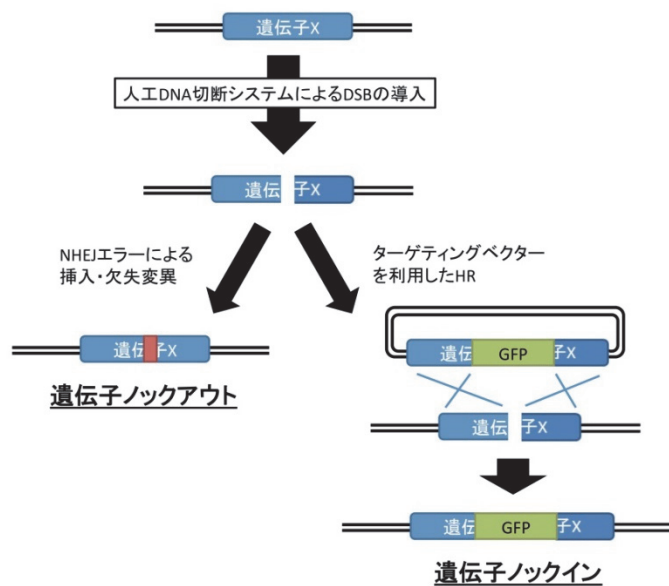 遺伝子X
人工DNA切断システムによるDSBの導入
遺伝子X
NHEJエラーによる
挿入・欠失変異
ターゲティングベクター
を利用したHR
遺伝子X
遺伝子ノックアウト
遺伝 GFP 子X
遺伝子X
遺伝 GFP 子X
遺伝子ノックイン